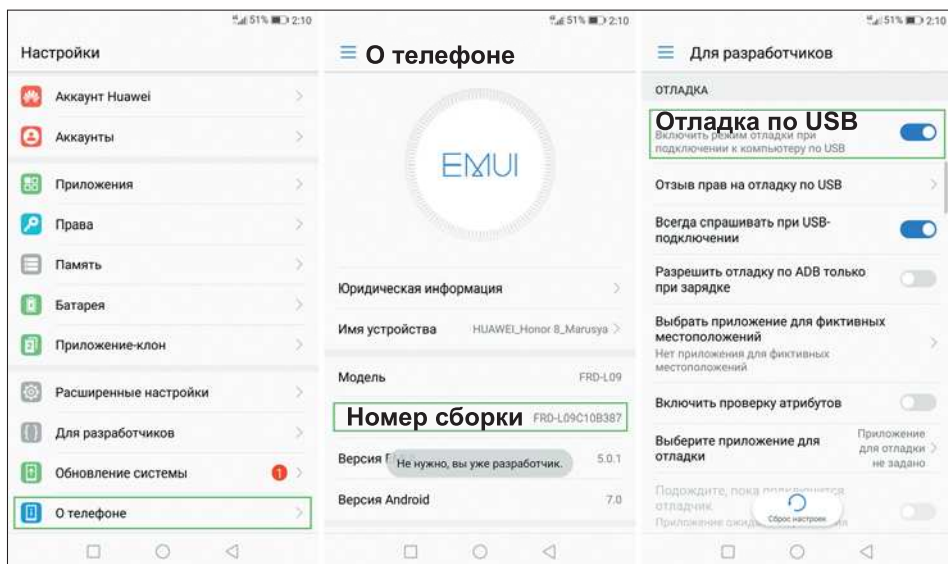 51% 2:10
Настройки
Аккаунт Huawei
Аккаунты
Приложения
Права
Память
Батарея
Приложение-клон
Расширенные настройки
Для разработчиков
Обновление системы 1
О телефоне
51% 2:10
О телефоне
EMUI
Юридическая информация
Имя устройства HUAWEI_Honor 8_Marusya
Модель FRD-L09
Номер сборки FRD-L09C10B387
Версия 5.0.1
Не нужно, вы уже разработчик.
Версия Android 7.0
51% 2:10
Для разработчиков
ОТЛАДКА
Отладка по USB
Включить режим отладки при
подключении к компьютеру по USB
Отзыв прав на отладку по USB
Всегда спрашивать при USB-
подключении
Разрешить отладку по ADB только
при зарядке
Выбрать приложение для фиктивных
местоположений
Нет приложения для фиктивных
местоположений
Включить проверку атрибутов
Выберите приложение для
отладки
Приложение
для отладки
не задано
Подождите, пока подключится
отладчик
Приложение ожида
Сброс настроек